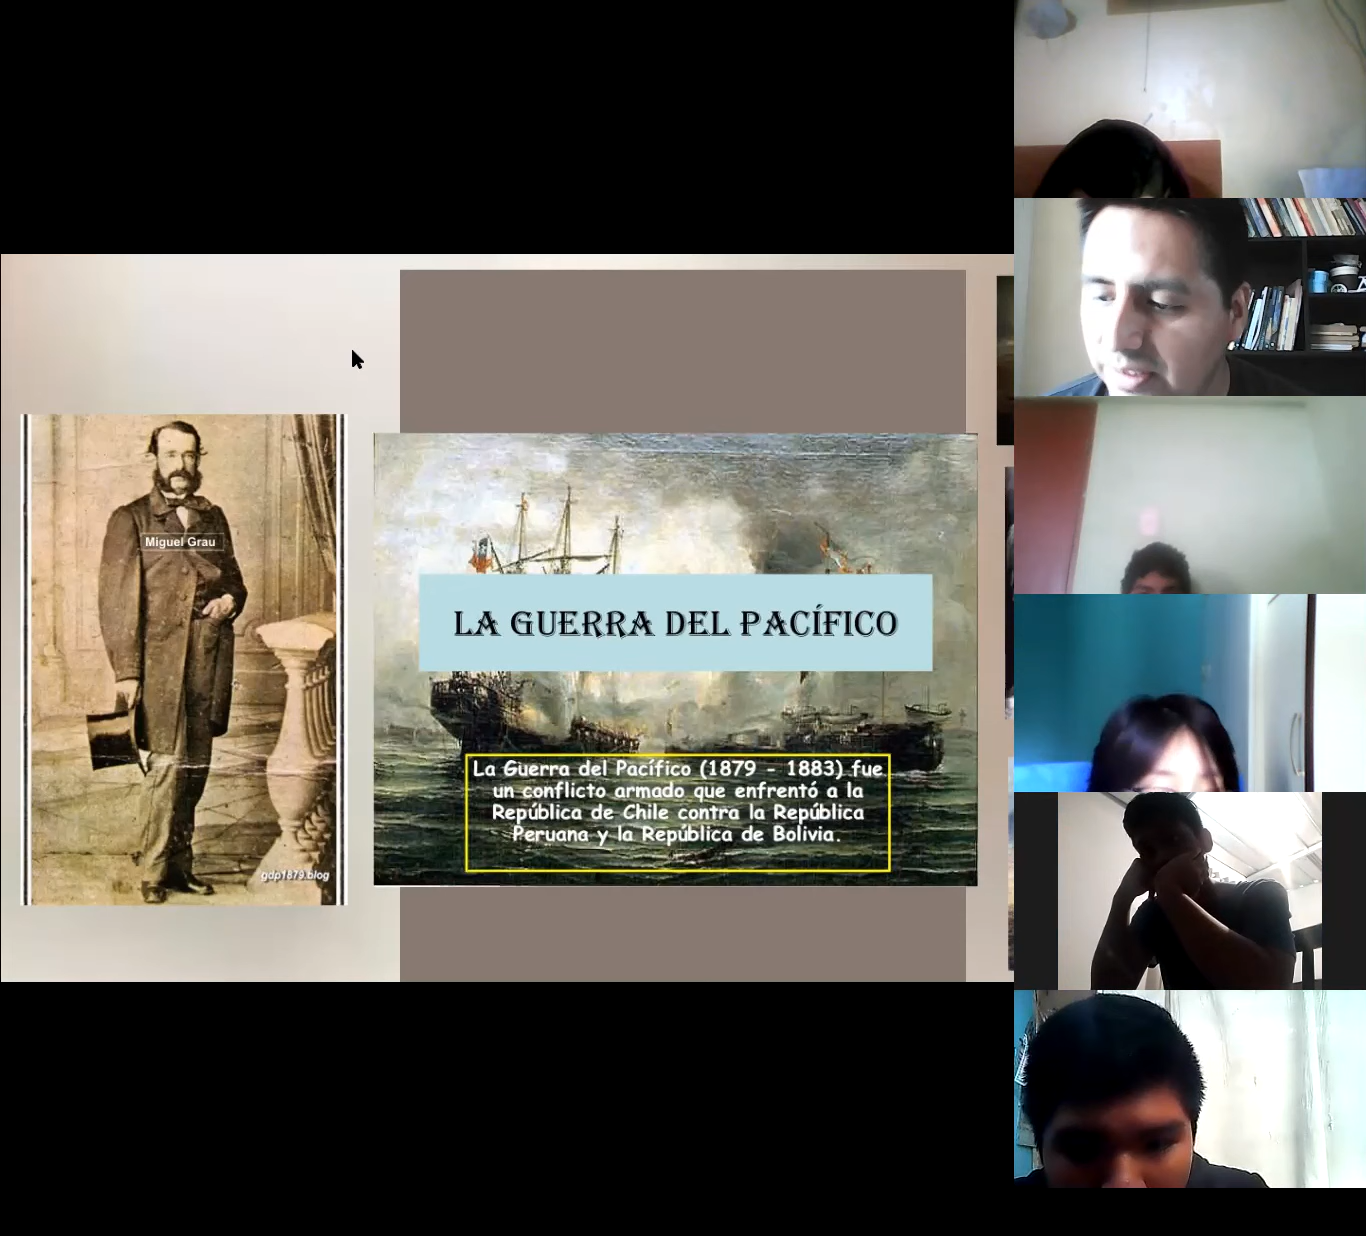 Miguel Grau
gdp1879.blog
LA GUERRA DEL PACÍFICO
La Guerra del Pacífico (1879 - 1883) fue
un conflicto armado que enfrentó a la
República de Chile contra la República
Peruana y la República de Bolivia.